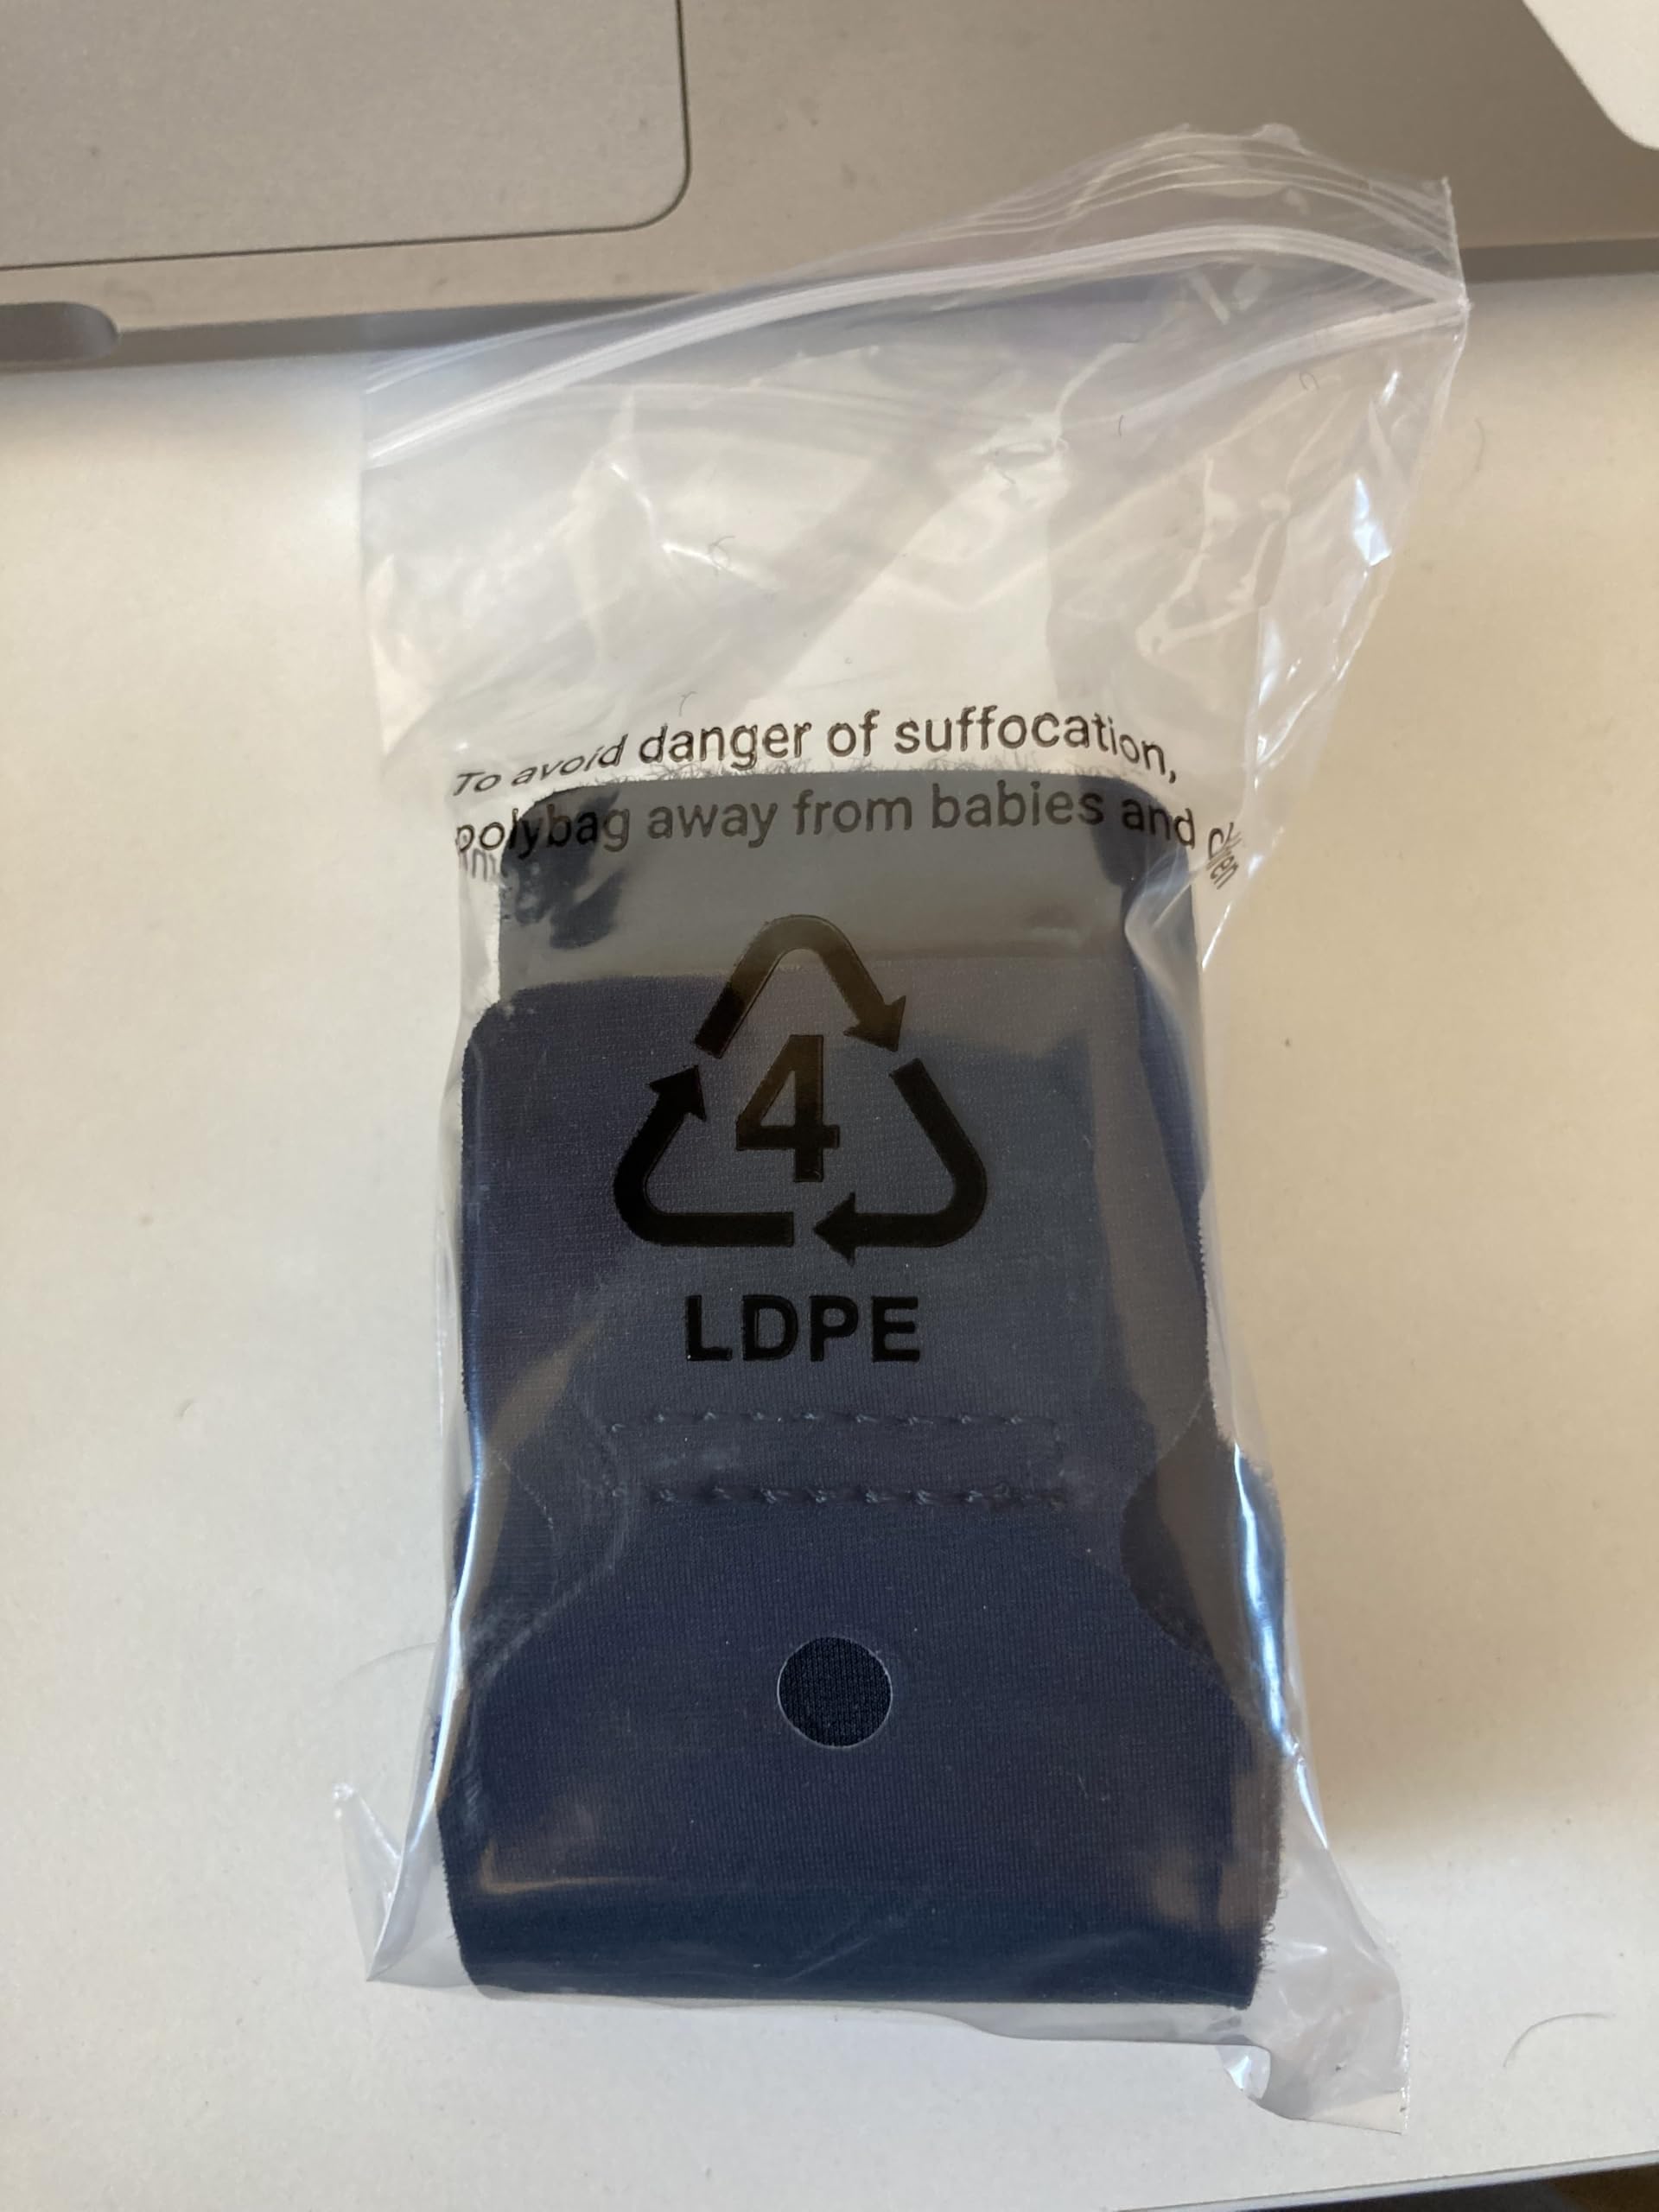 To avoid danger of suffocation,
polybag away from babies and
4
LDPE